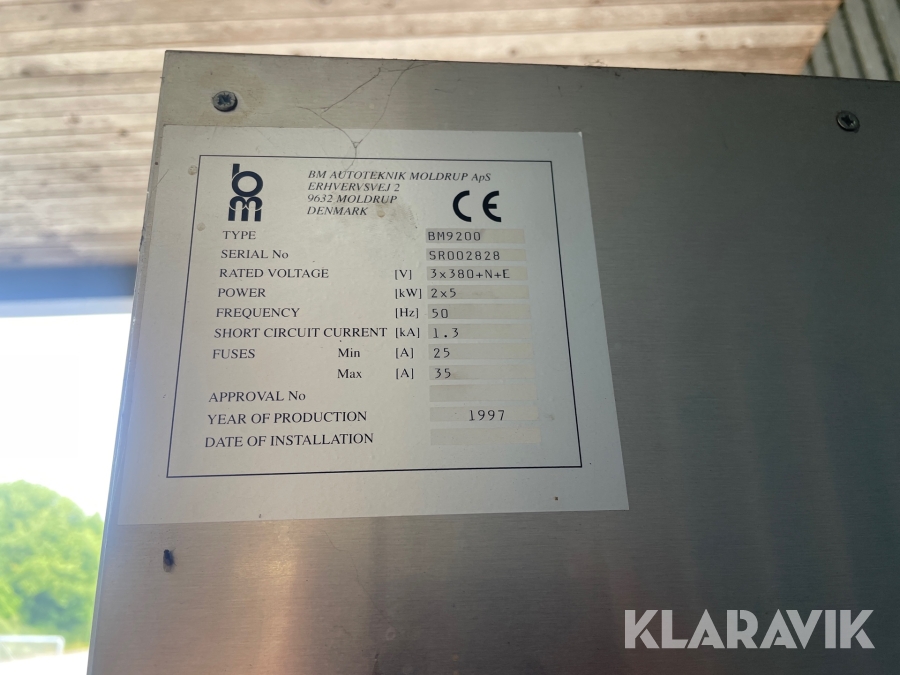 bm
BM AUTOTEKNIK MOLDRUP ApS
ERHVERVSVEJ 2
9632 MOLDRUP
DENMARK
CE
TYPE BM9200
SERIAL No SR002828
RATED VOLTAGE [V] 3x380+N+E
POWER [kW] 2x5
FREQUENCY [Hz] 50
SHORT CIRCUIT CURRENT [kA] 1.3
FUSES Min [A] 25
Max [A] 35
APPROVAL No
YEAR OF PRODUCTION 1997
DATE OF INSTALLATION
KLARAVIK